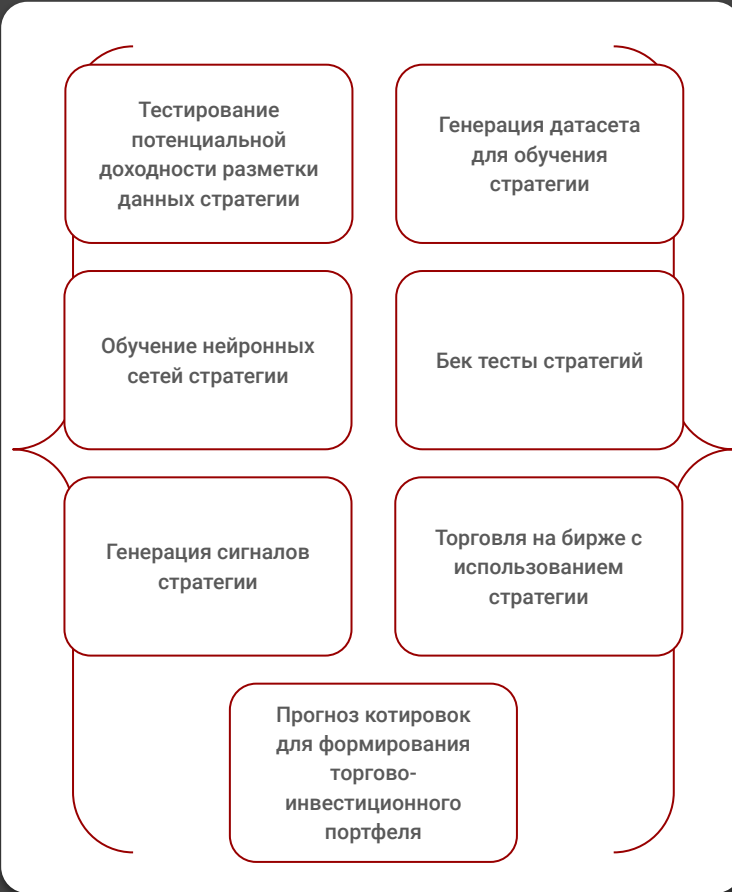 Тестирование
потенциальной
доходности разметки
данных стратегии
Генерация датасета
для обучения
стратегии
Обучение нейронных
сетей стратегии
Бек тесты стратегий
Генерация сигналов
стратегии
Торговля на бирже с
использованием
стратегии
Прогноз котировок
для формирования
торгово-
инвестиционного
портфеля